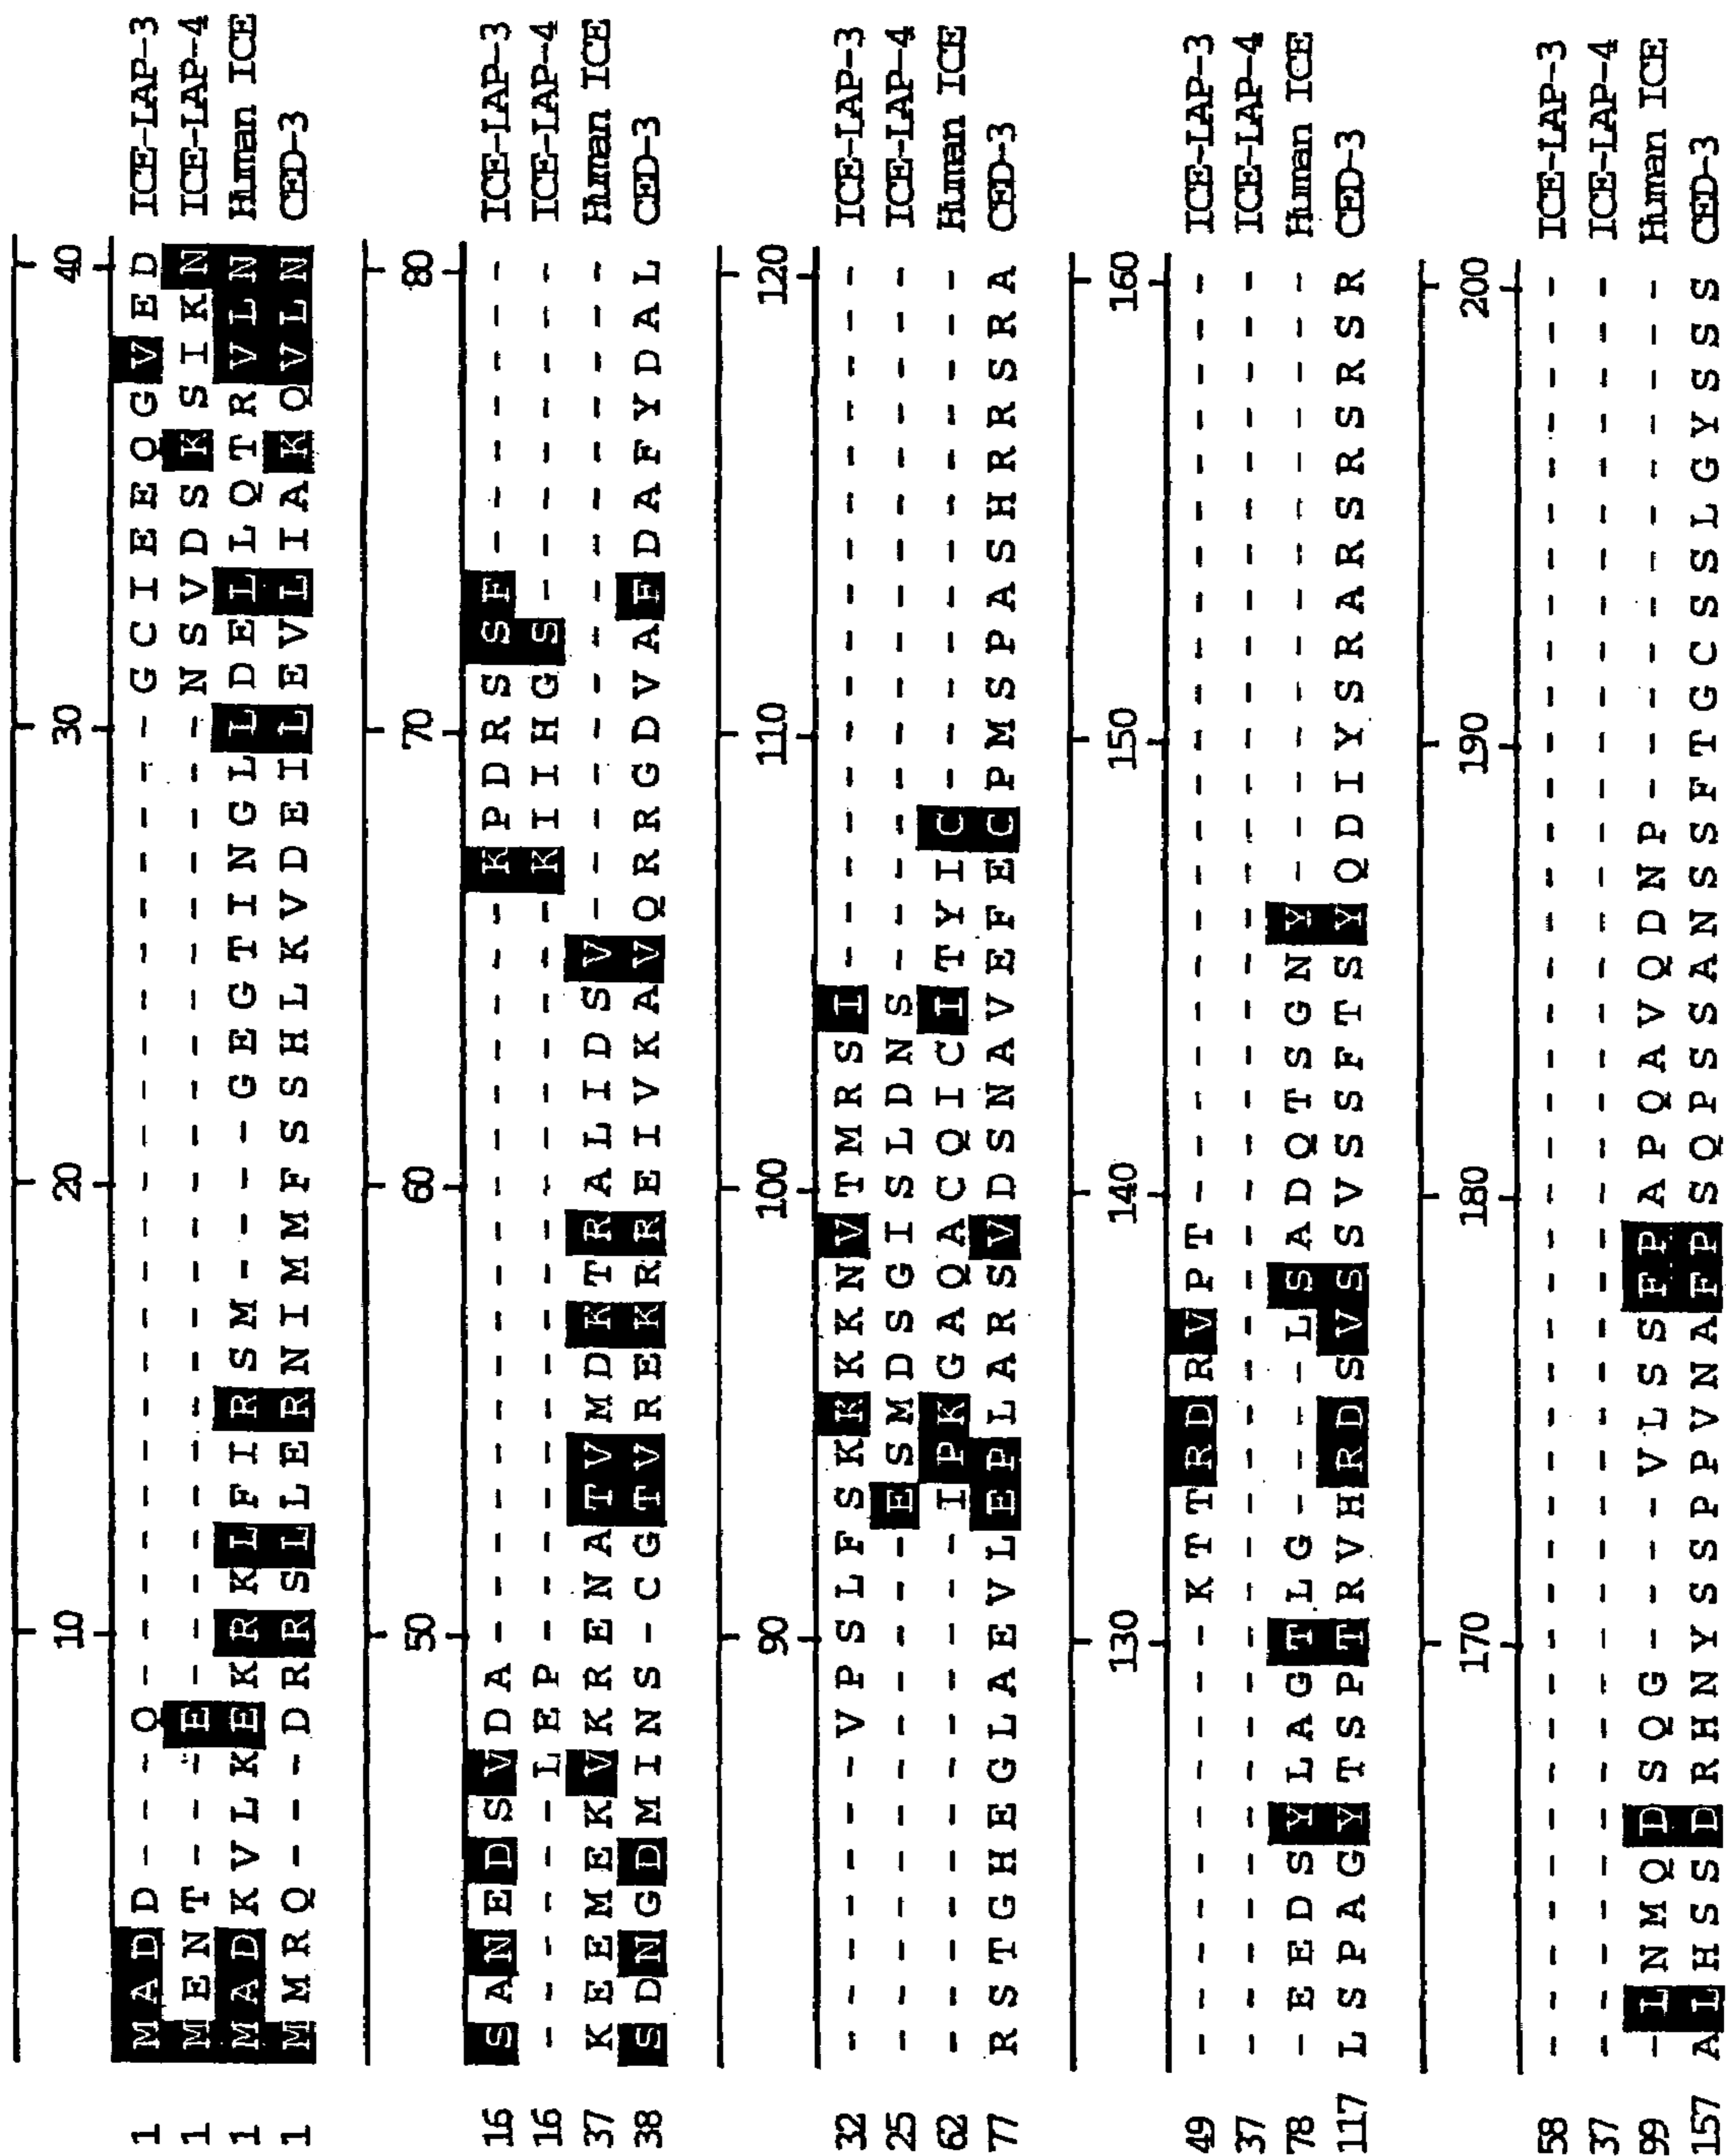 10 20 30 40
1 M A D D - - - Q - - - - - - - - - - - - - - - - - - - - - - G C I E E Q G V E D ICE-LAP-3
1 M E N T - - - E - - - - - - - - - - - - - - - - - - - - - - N S V D S K S I K N ICE-LAP-4
1 M A D K V L K E K R K L F I R S M - - - - G E G T I N G L L D E L L Q T R V L N Human ICE
1 M M R Q - - - D R R S L L E R N I M M F S S H L K V D E I L E V L I A K Q V L N CED-3
50 60 70 80
16 S A N E D S V D A - - - - - - - - - - - - - - - - - K P D R S S F - - - - - - - ICE-LAP-3
16 - - - - - - L E P - - - - - - - - - - - - - - - - - K I I H G S - - - - - - - - ICE-LAP-4
37 K E E M E K V K R E N A T V M D K T R A L I D S V - - - - - - - - - - - - - - - Human ICE
38 S D N G D M I N S - C G T V R E K R R E I V K A V Q R R G D V A F D A F Y D A L CED-3
90 100 110 120
32 - - - - - - - V P S L F S K K K K N V T M R S I - - - - - - - - - - - - - - - - ICE-LAP-3
25 - - - - - - - - - - - - E S M D S G I S L D N S - - - - - - - - - - - - - - - - ICE-LAP-4
62 - - - - - - - - - - - - I P K G A Q A C Q I C I T Y I C - - - - - - - - - - - - Human ICE
77 R S T G H E G L A E V L E P L A R S V D S N A V E F E C P M S P A S H R R S R A CED-3
130 140 150 160
49 - - - - - - - - - - K T T R D R V P T - - - - - - - - - - - - - - - - - - - - - ICE-LAP-3
37 - - - - - - - - - - - - - - - - - - - - - - - - - - - - - - - - - - - - - - - - ICE-LAP-4
78 - E E D S Y L A G T L G - - - - L S A D Q T S G N Y - - - - - - - - - - - - - - Human ICE
117 L S P A G Y T S P T R V H R D S V S S V S S F T S Y Q D I Y S R A R S R S R S R CED-3
170 180 190 200
58 - - - - - - - - - - - - - - - - - - - - - - - - - - - - - - - - - - - - - - - - ICE-LAP-3
37 - - - - - - - - - - - - - - - - - - - - - - - - - - - - - - - - - - - - - - - - ICE-LAP-4
99 - L N M Q D S Q G - - - - V L S S F P A P Q A V Q D N P - - - - - - - - - - - - Human ICE
157 A L H S S D R H N Y S S P P V N A F P S Q P S S A N S S F T G C S S L G Y S S S CED-3